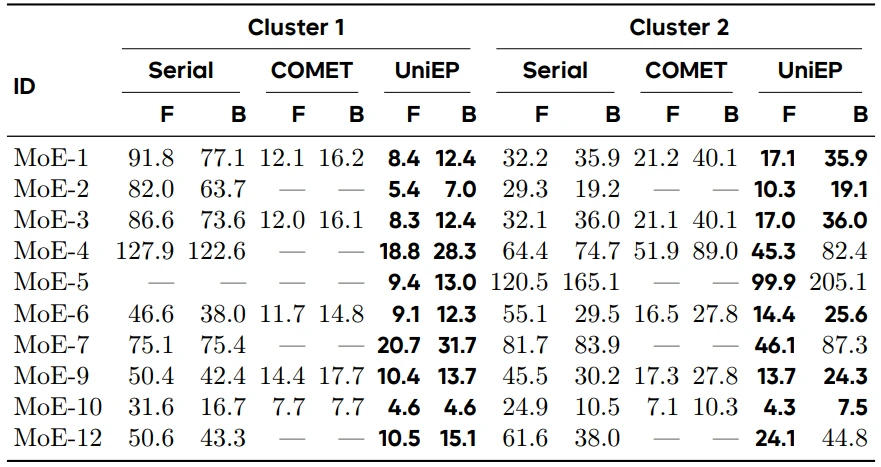 Cluster 1 Cluster 2
Serial COMET UniEP Serial COMET UniEP
ID
F B F B F B F B F B F B
MoE-1 91.8 77.1 12.1 16.2 8.4 12.4 32.2 35.9 21.2 40.1 17.1 35.9
MoE-2 82.0 63.7 — — 5.4 7.0 29.3 19.2 — — 10.3 19.1
MoE-3 86.6 73.6 12.0 16.1 8.3 12.4 32.1 36.0 21.1 40.1 17.0 36.0
MoE-4 127.9 122.6 — — 18.8 28.3 64.4 74.7 51.9 89.0 45.3 82.4
MoE-5 — — — — 9.4 13.0 120.5 165.1 — — 99.9 205.1
MoE-6 46.6 38.0 11.7 14.8 9.1 12.3 55.1 29.5 16.5 27.8 14.4 25.6
MoE-7 75.1 75.4 — — 20.7 31.7 81.7 83.9 — — 46.1 87.3
MoE-9 50.4 42.4 14.4 17.7 10.4 13.7 45.5 30.2 17.3 27.8 13.7 24.3
MoE-10 31.6 16.7 7.7 7.7 4.6 4.6 24.9 10.5 7.1 10.3 4.3 7.5
MoE-12 50.6 43.3 — — 10.5 15.1 61.6 38.0 — — 24.1 44.8